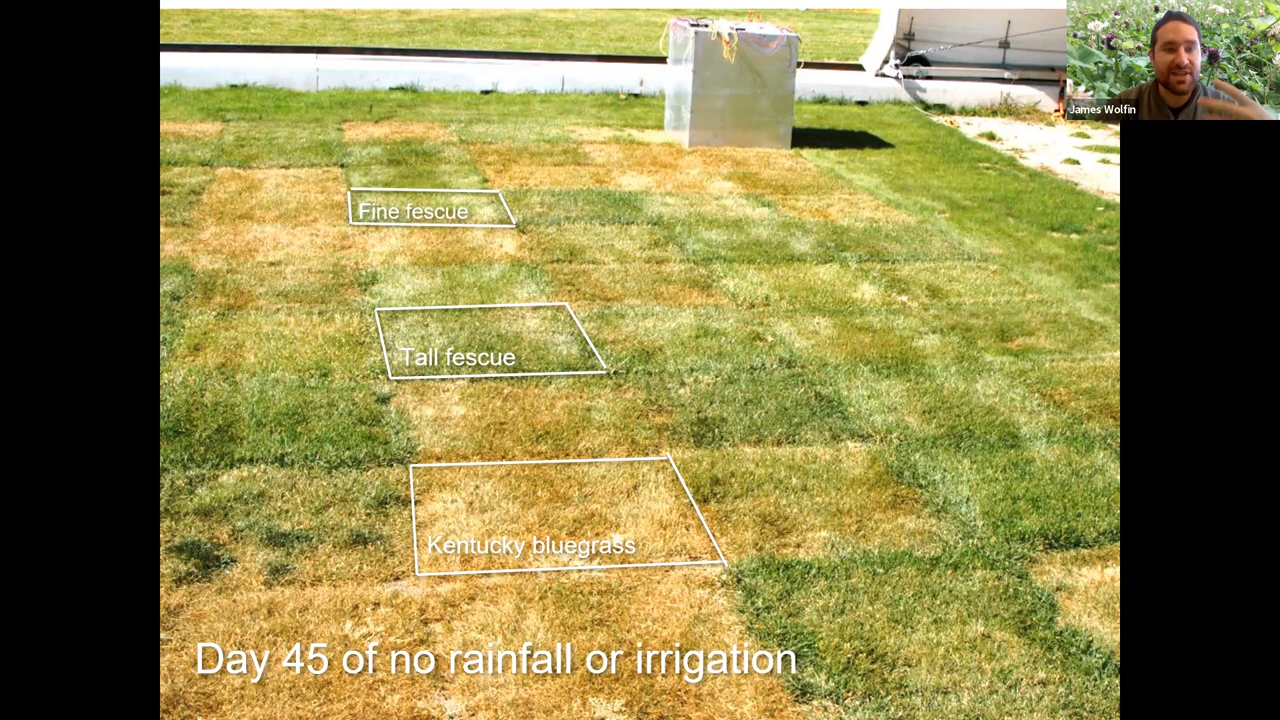 James Wolfin
Fine fescue
Tall fescue
Kentucky bluegrass
Day 45 of no rainfall or irrigation